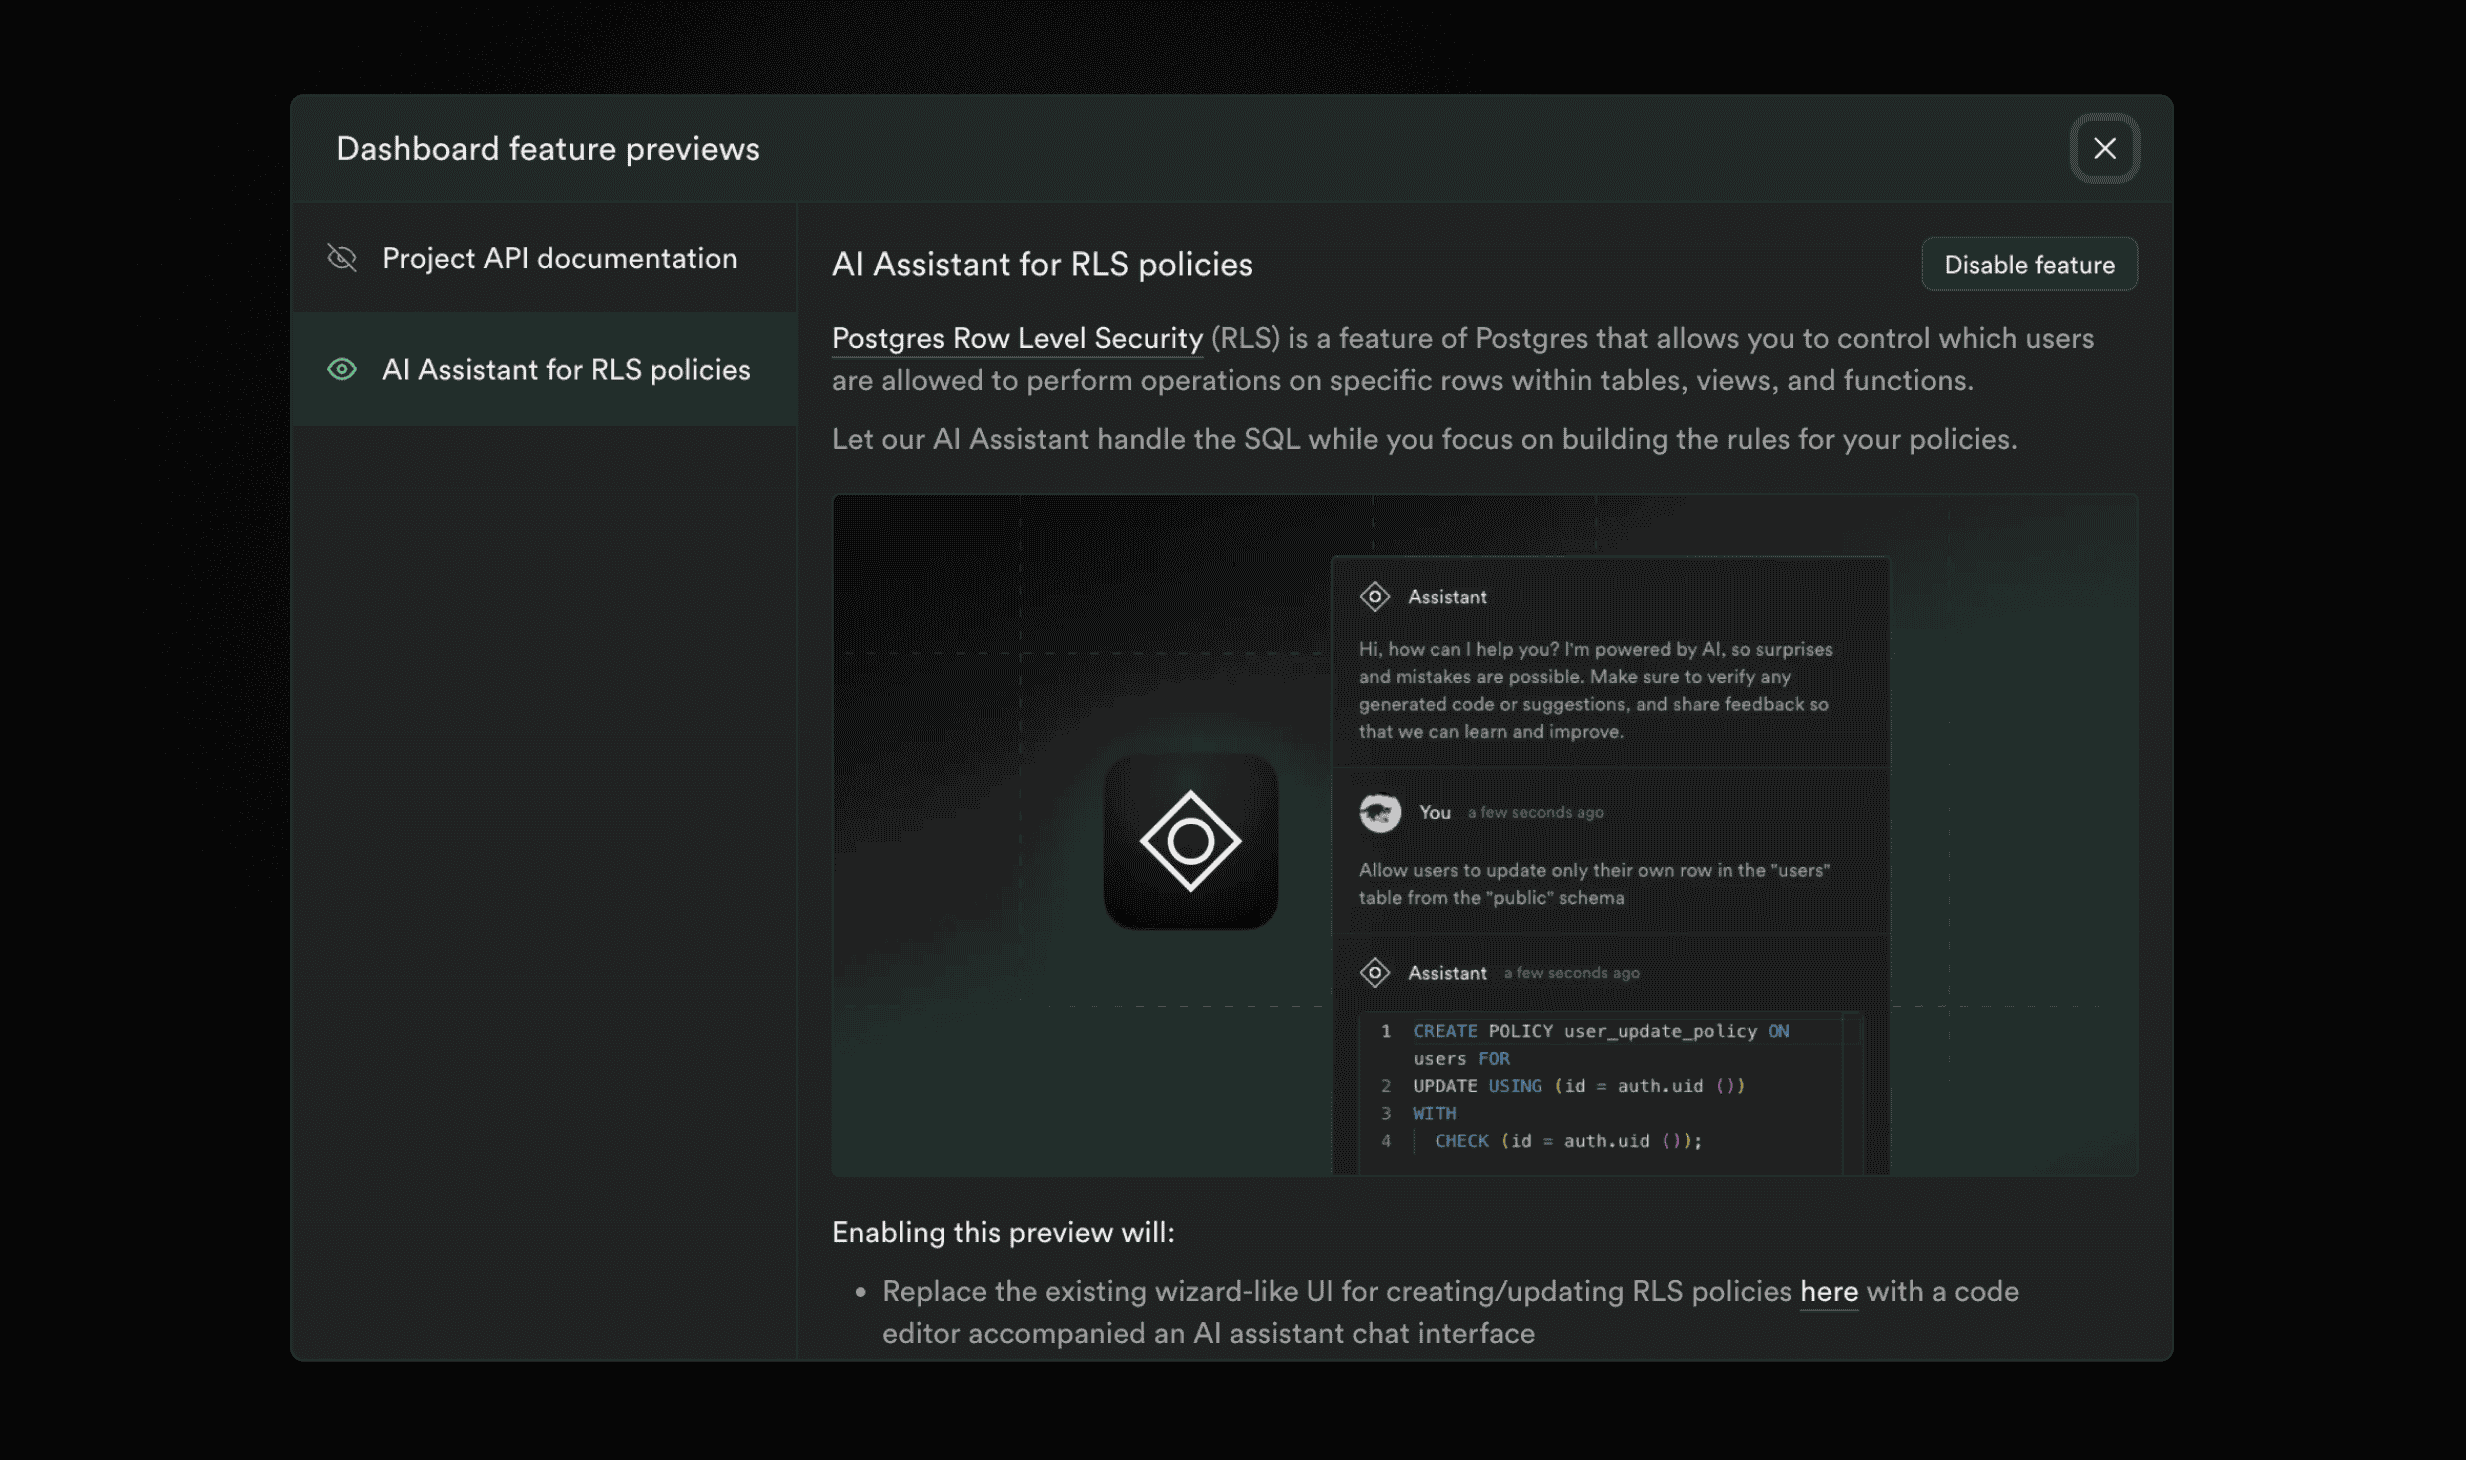 Dashboard feature previews
Project API documentation
AI Assistant for RLS policies
AI Assistant for RLS policies
Disable feature
Postgres Row Level Security (RLS) is a feature of Postgres that allows you to control which users
are allowed to perform operations on specific rows within tables, views, and functions.
Let our AI Assistant handle the SQL while you focus on building the rules for your policies.
Assistant
Hi, how can I help you? I'm powered by AI, so surprises
and mistakes are possible. Make sure to verify any
generated code or suggestions, and share feedback so
that we can learn and improve.
You a few seconds ago
Allow users to update only their own row in the "users"
table from the "public" schema
Assistant a few seconds ago
1 CREATE POLICY user_update_policy ON
users FOR
2 UPDATE USING (id = auth.uid ())
3 WITH
4 CHECK (id = auth.uid ());
Enabling this preview will:
• Replace the existing wizard-like UI for creating/updating RLS policies here with a code
editor accompanied an AI assistant chat interface